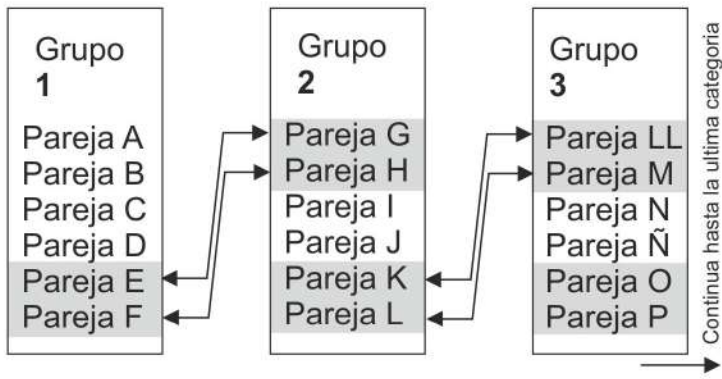 Grupo
1
Pareja A
Pareja B
Pareja C
Pareja D
Pareja E
Pareja F
Grupo
2
Pareja G
Pareja H
Pareja I
Pareja J
Pareja K
Pareja L
Grupo
3
Pareja LL
Pareja M
Pareja N
Pareja Ñ
Pareja O
Pareja P
Continua hasta la ultima categoria